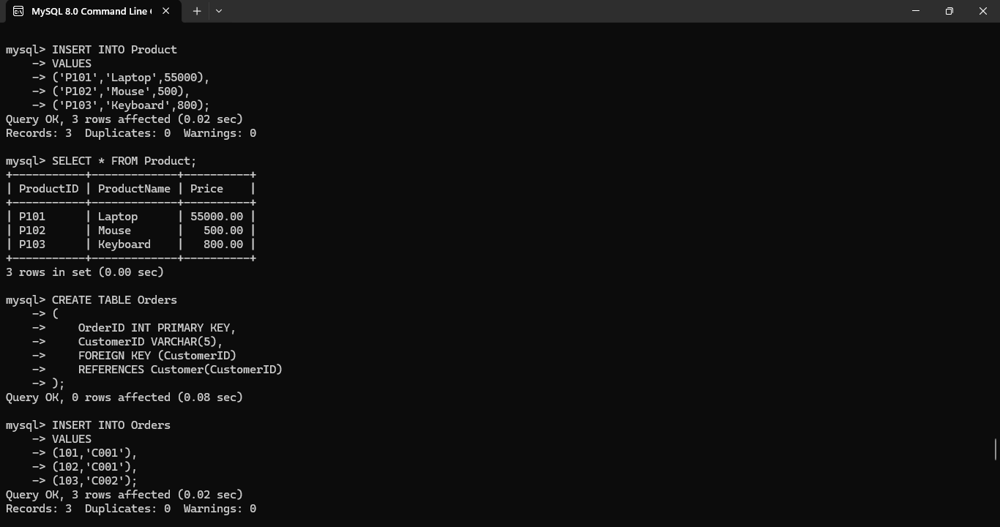 MySQL 8.0 Command Line
mysql> INSERT INTO Product
    -> VALUES
    -> ('P101','Laptop',55000),
    -> ('P102','Mouse',500),
    -> ('P103','Keyboard',800);
Query OK, 3 rows affected (0.02 sec)
Records: 3  Duplicates: 0  Warnings: 0

mysql> SELECT * FROM Product;
+-----------+-------------+----------+
| ProductID | ProductName | Price    |
+-----------+-------------+----------+
| P101      | Laptop      | 55000.00 |
| P102      | Mouse       |   500.00 |
| P103      | Keyboard    |   800.00 |
+-----------+-------------+----------+
3 rows in set (0.00 sec)

mysql> CREATE TABLE Orders
    -> (
    ->     OrderID INT PRIMARY KEY,
    ->     CustomerID VARCHAR(5),
    ->     FOREIGN KEY (CustomerID)
    ->     REFERENCES Customer(CustomerID)
    -> );
Query OK, 0 rows affected (0.08 sec)

mysql> INSERT INTO Orders
    -> VALUES
    -> (101,'C001'),
    -> (102,'C001'),
    -> (103,'C002');
Query OK, 3 rows affected (0.02 sec)
Records: 3  Duplicates: 0  Warnings: 0